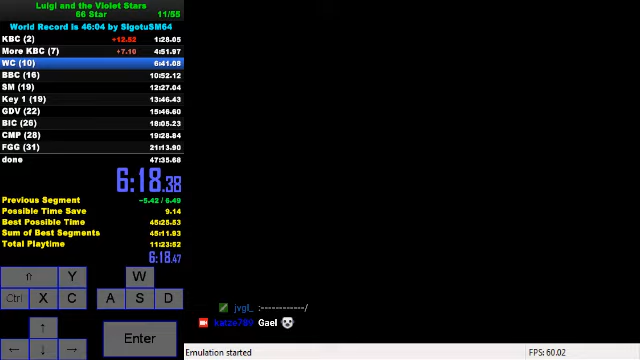 Luigi and the Violet Stars
66 Star 11/55
World Record is 46:04 by SlgotuSM64
KBC (2) +12.52 1:28.05
More KBC (7) +7.10 4:51.97
WC (10) 6:41.08
BBC (16) 10:52.12
SM (19) 12:27.04
Key 1 (19) 13:46.43
GDV (22) 15:46.60
BIC (26) 18:05.23
CMP (28) 19:28.84
FGG (31) 21:13.90
done 47:35.68
6:18.38
Previous Segment -5.42 / 6.49
Possible Time Save 9.14
Best Possible Time 45:25.53
Sum of Best Segments 45:11.93
Total Playtime 11:23:52
6:18.47
⇑ Y W
Ctrl X C A S D
↑ Enter
← ↓ →
jvgl_ :------------/
katze789 Gael
Emulation started FPS: 60.02